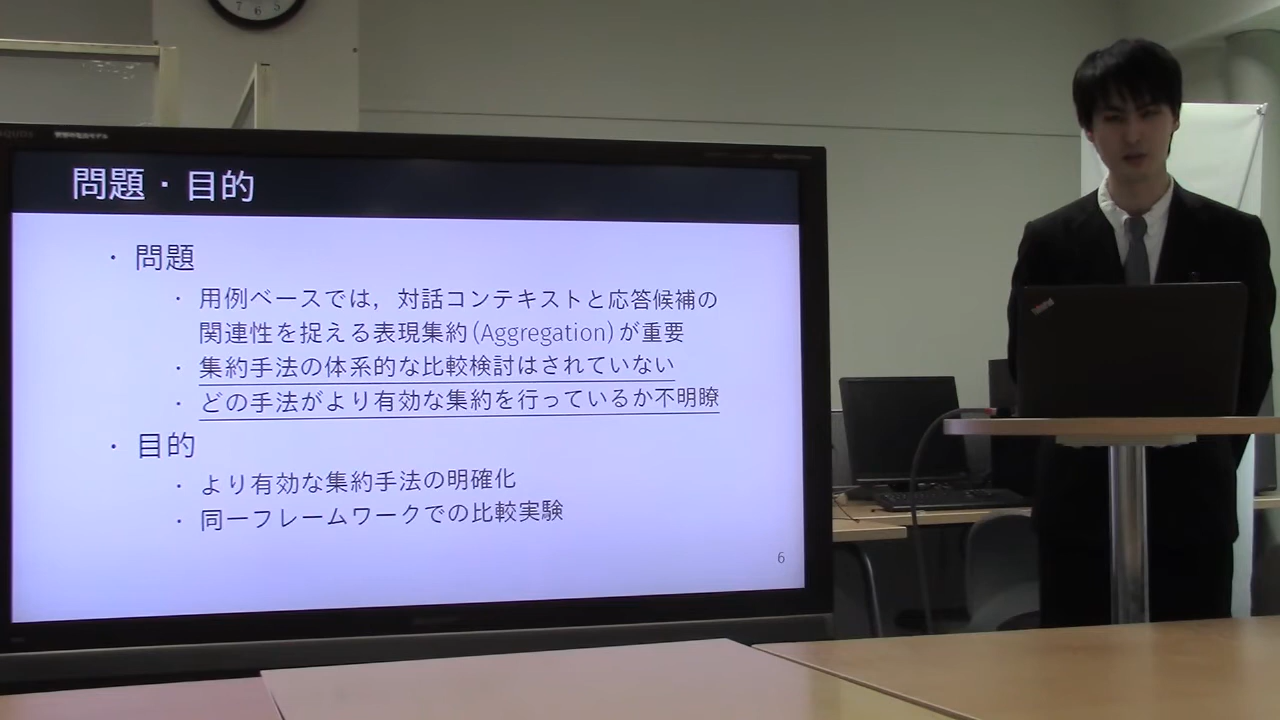 問題・目的
・問題
・用例ベースでは，対話コンテキストと応答候補の
関連性を捉える表現集約(Aggregation)が重要
・集約手法の体系的な比較検討はされていない
・どの手法がより有効な集約を行っているか不明瞭
・目的
・より有効な集約手法の明確化
・同一フレームワークでの比較実験
6
7 6 5
ThinkPad